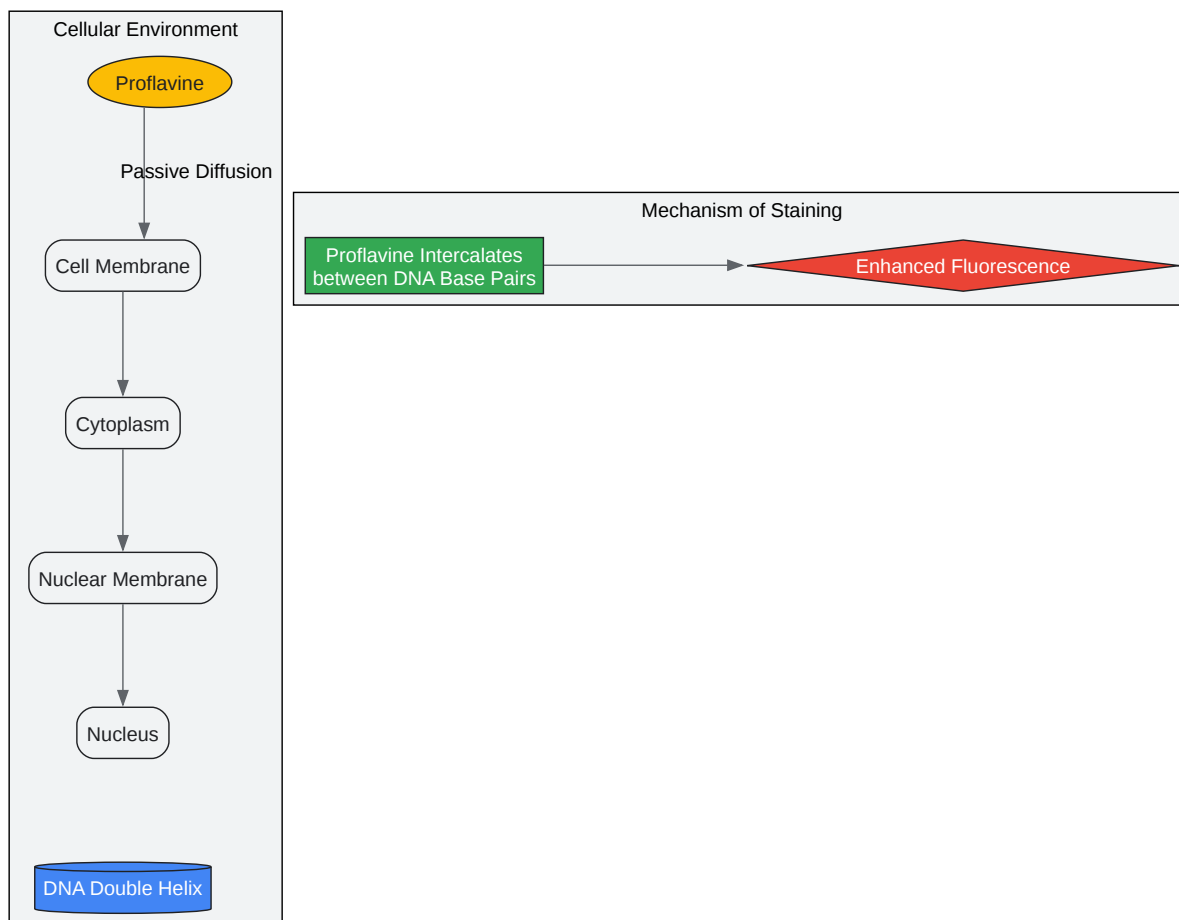 Cellular Environment
Proflavine
Passive Diffusion
Cell Membrane
Cytoplasm
Nuclear Membrane
Nucleus
DNA Double Helix
Mechanism of Staining
Proflavine Intercalates
between DNA Base Pairs
Enhanced Fluorescence